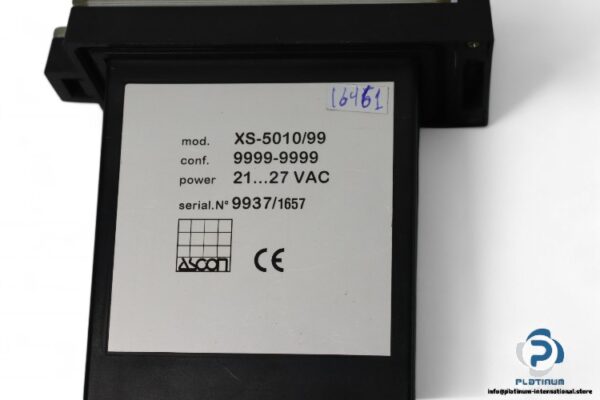 16461
mod. XS-5010/99
conf. 9999-9999
power 21...27 VAC
serial.N° 9937/1657
ascon
CE
PLATINUM
info@platinum-international.store